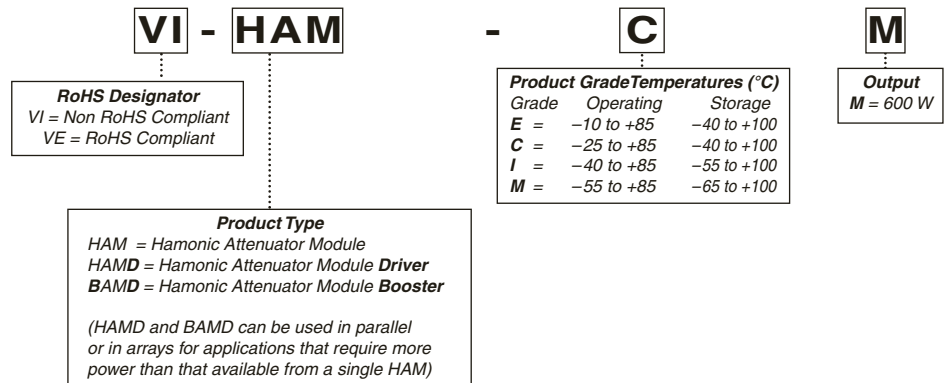 VI - HAM - C M
RoHS Designator
VI = Non RoHS Compliant
VE = RoHS Compliant
Product GradeTemperatures (°C)
Grade Operating Storage
E = –10 to +85 –40 to +100
C = –25 to +85 –40 to +100
I = –40 to +85 –55 to +100
M = –55 to +85 –65 to +100
Output
M = 600 W
Product Type
HAM = Hamonic Attenuator Module
HAMD = Hamonic Attenuator Module Driver
BAMD = Hamonic Attenuator Module Booster
(HAMD and BAMD can be used in parallel
or in arrays for applications that require more
power than that available from a single HAM)